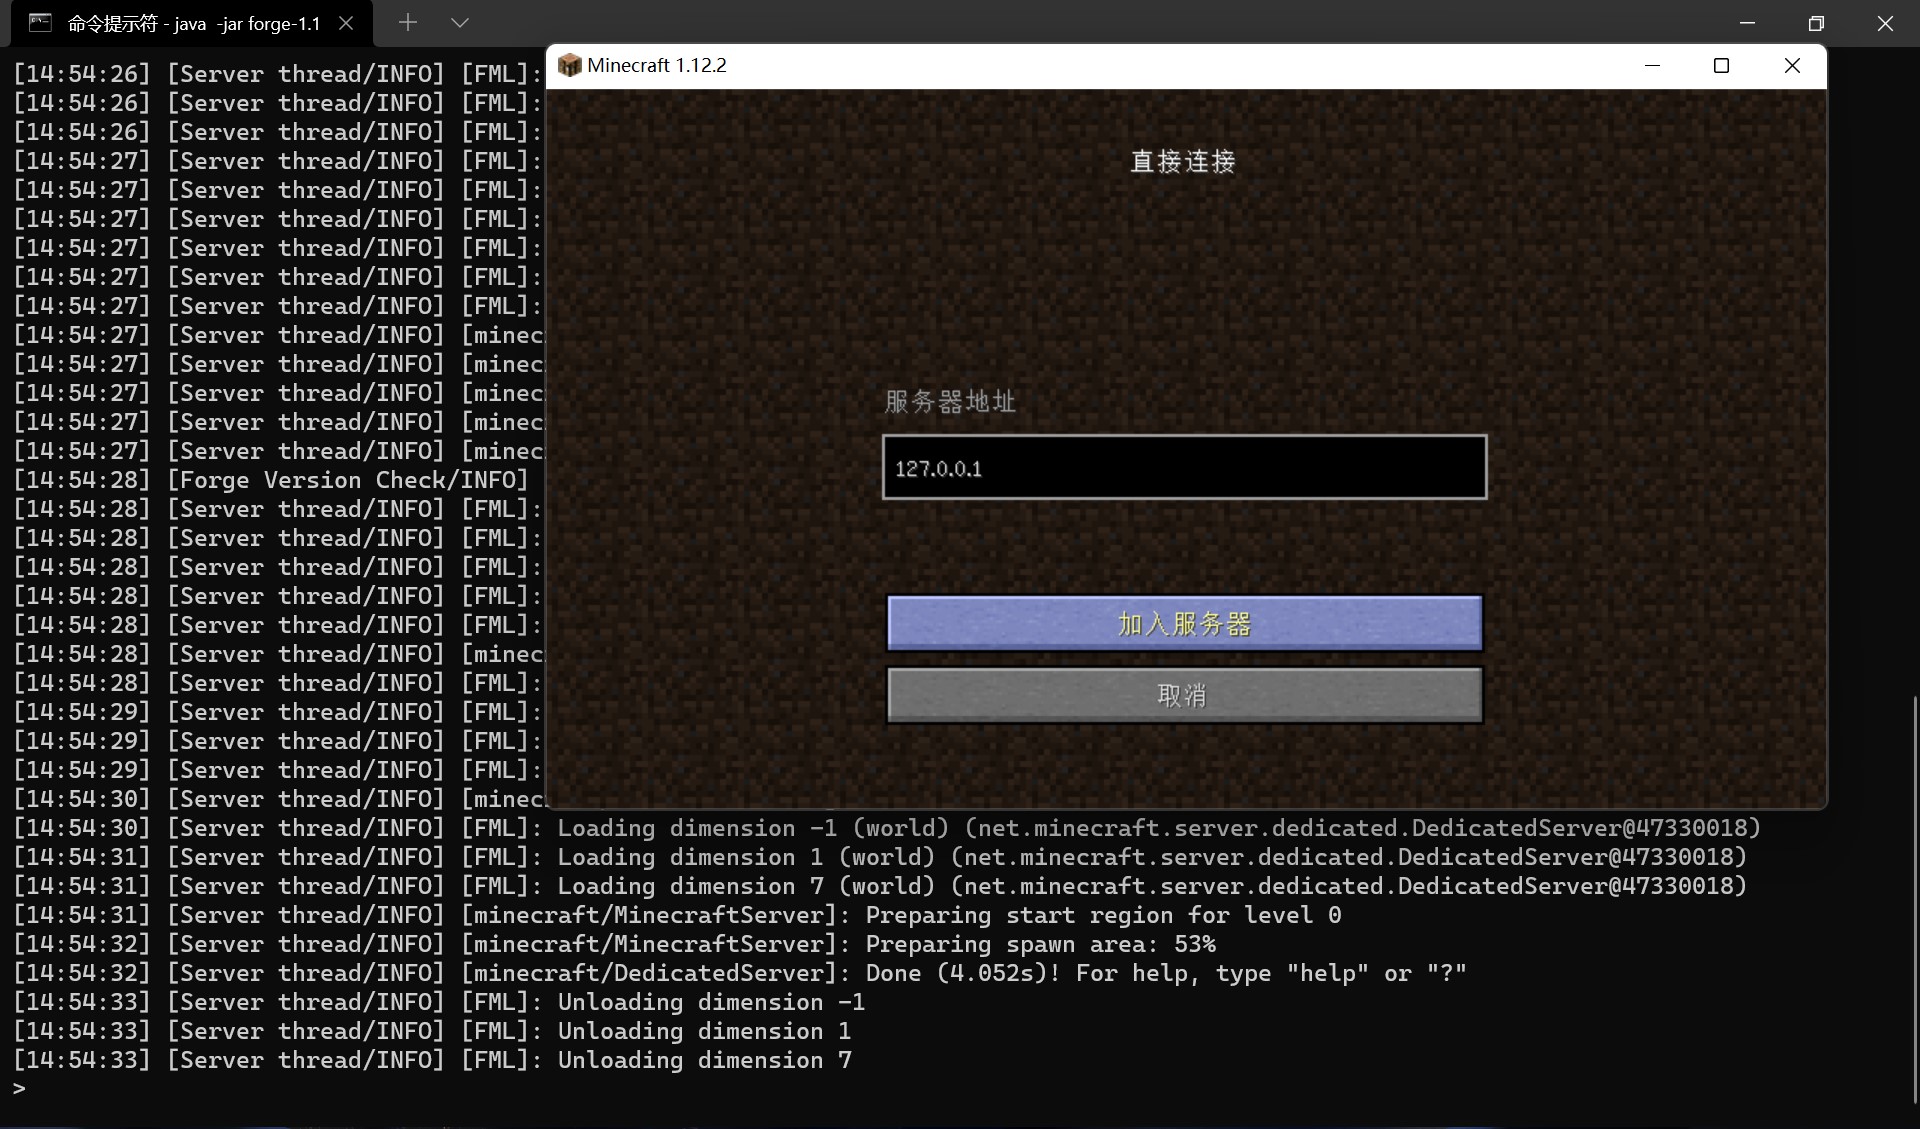 命令提示符 - java  -jar forge-1.1
Minecraft 1.12.2
直接连接
服务器地址
127.0.0.1
加入服务器
取消
[14:54:26] [Server thread/INFO] [FML]:
[14:54:26] [Server thread/INFO] [FML]:
[14:54:26] [Server thread/INFO] [FML]:
[14:54:27] [Server thread/INFO] [FML]:
[14:54:27] [Server thread/INFO] [FML]:
[14:54:27] [Server thread/INFO] [FML]:
[14:54:27] [Server thread/INFO] [FML]:
[14:54:27] [Server thread/INFO] [FML]:
[14:54:27] [Server thread/INFO] [FML]:
[14:54:27] [Server thread/INFO] [minec
[14:54:27] [Server thread/INFO] [minec
[14:54:27] [Server thread/INFO] [minec
[14:54:27] [Server thread/INFO] [minec
[14:54:27] [Server thread/INFO] [minec
[14:54:28] [Forge Version Check/INFO]
[14:54:28] [Server thread/INFO] [FML]:
[14:54:28] [Server thread/INFO] [FML]:
[14:54:28] [Server thread/INFO] [FML]:
[14:54:28] [Server thread/INFO] [FML]:
[14:54:28] [Server thread/INFO] [FML]:
[14:54:28] [Server thread/INFO] [minec
[14:54:28] [Server thread/INFO] [FML]:
[14:54:29] [Server thread/INFO] [FML]:
[14:54:29] [Server thread/INFO] [FML]:
[14:54:29] [Server thread/INFO] [FML]:
[14:54:30] [Server thread/INFO] [minec
[14:54:30] [Server thread/INFO] [FML]: Loading dimension -1 (world) (net.minecraft.server.dedicated.DedicatedServer@47330018)
[14:54:31] [Server thread/INFO] [FML]: Loading dimension 1 (world) (net.minecraft.server.dedicated.DedicatedServer@47330018)
[14:54:31] [Server thread/INFO] [FML]: Loading dimension 7 (world) (net.minecraft.server.dedicated.DedicatedServer@47330018)
[14:54:31] [Server thread/INFO] [minecraft/MinecraftServer]: Preparing start region for level 0
[14:54:32] [Server thread/INFO] [minecraft/MinecraftServer]: Preparing spawn area: 53%
[14:54:32] [Server thread/INFO] [minecraft/DedicatedServer]: Done (4.052s)! For help, type "help" or "?"
[14:54:33] [Server thread/INFO] [FML]: Unloading dimension -1
[14:54:33] [Server thread/INFO] [FML]: Unloading dimension 1
[14:54:33] [Server thread/INFO] [FML]: Unloading dimension 7
>